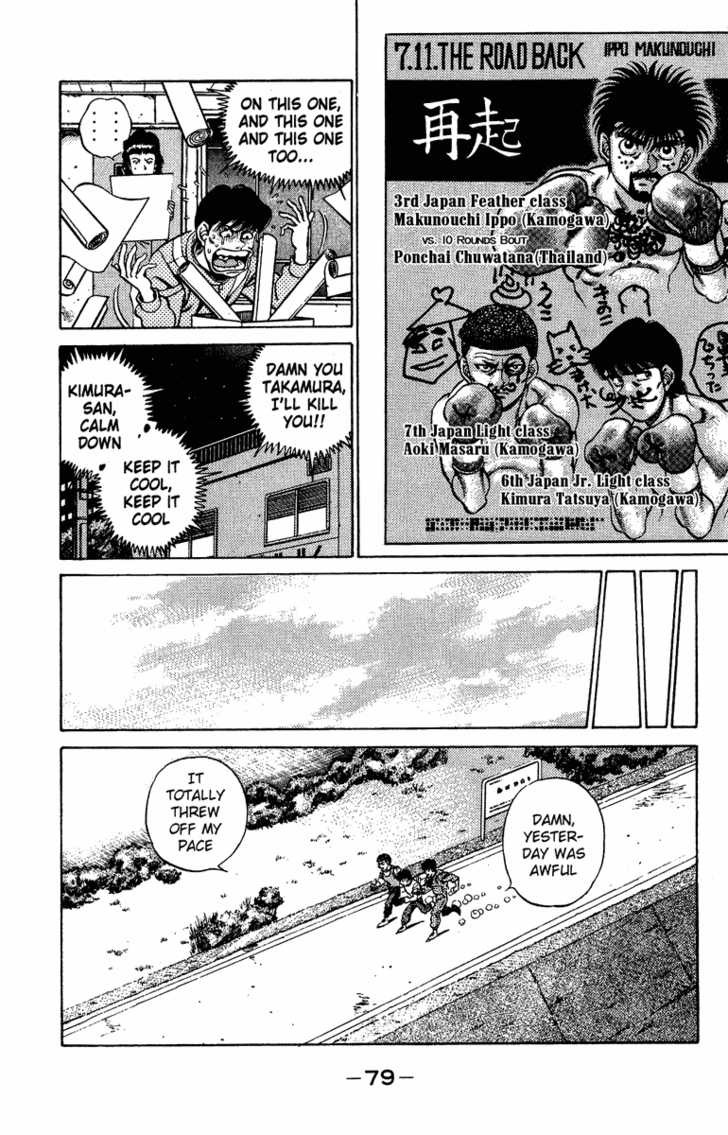 7.11.THE ROAD BACK
IPPO MAKUNOUCHI
再起
3rd Japan Feather class
Makunouchi Ippo (Kamogawa)
vs. 10 ROUNDS BOUT
Ponchai Chuwatana(Thailand)
7th Japan Light class
Aoki Masaru (Kamogawa)
6th Japan Jr. Light class
Kimura Tatsuya (Kamogawa)
ON THIS ONE,
AND THIS ONE
AND THIS ONE
TOO...
DAMN YOU
TAKAMURA,
I'LL KILL
YOU!!
KIMURA-
SAN,
CALM
DOWN
KEEP IT
COOL,
KEEP IT
COOL
DAMN,
YESTER-
DAY WAS
AWFUL
IT
TOTALLY
THREW
OFF MY
PACE
-79-